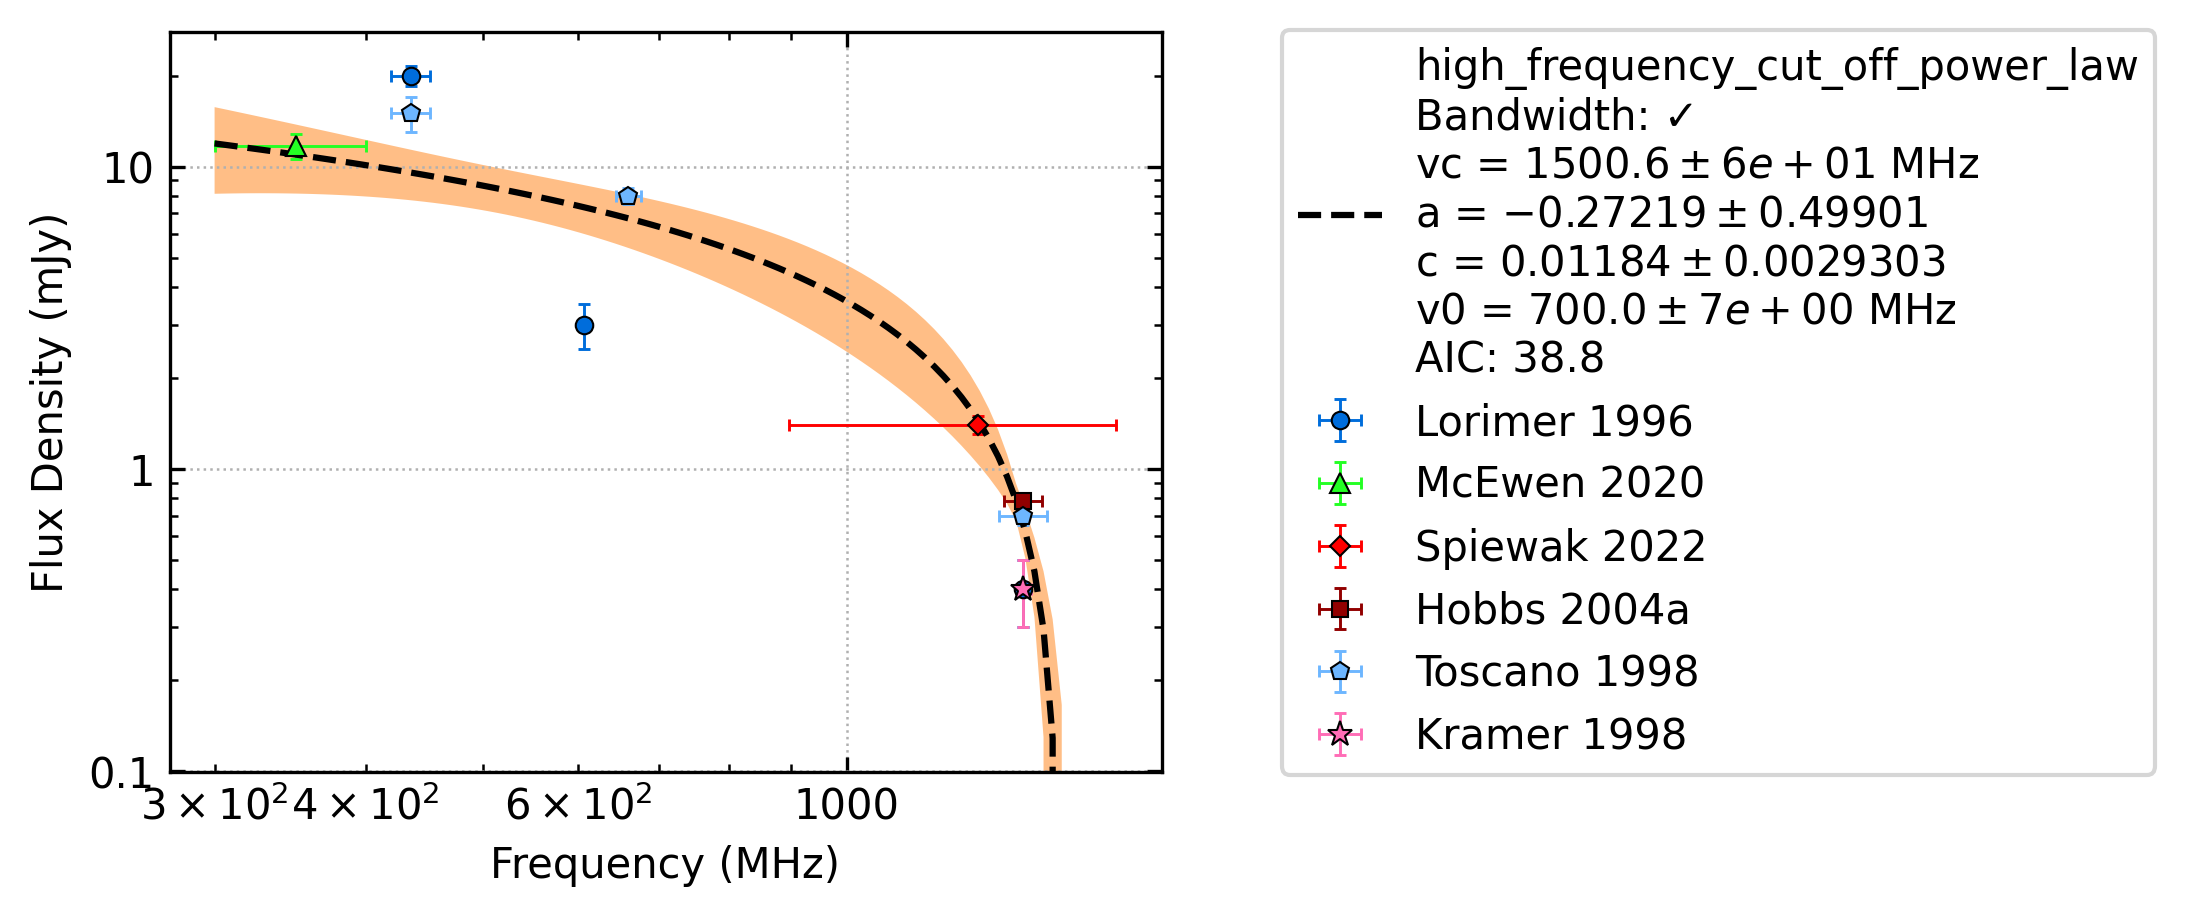 10
1
0.1
3 × 10²
4 × 10²
6 × 10²
1000
Frequency (MHz)
Flux Density (mJy)
high_frequency_cut_off_power_law
Bandwidth: ✓
vc = 1500.6 ± 6e + 01 MHz
a = −0.27219 ± 0.49901
c = 0.01184 ± 0.0029303
v0 = 700.0 ± 7e + 00 MHz
AIC: 38.8
Lorimer 1996
McEwen 2020
Spiewak 2022
Hobbs 2004a
Toscano 1998
Kramer 1998